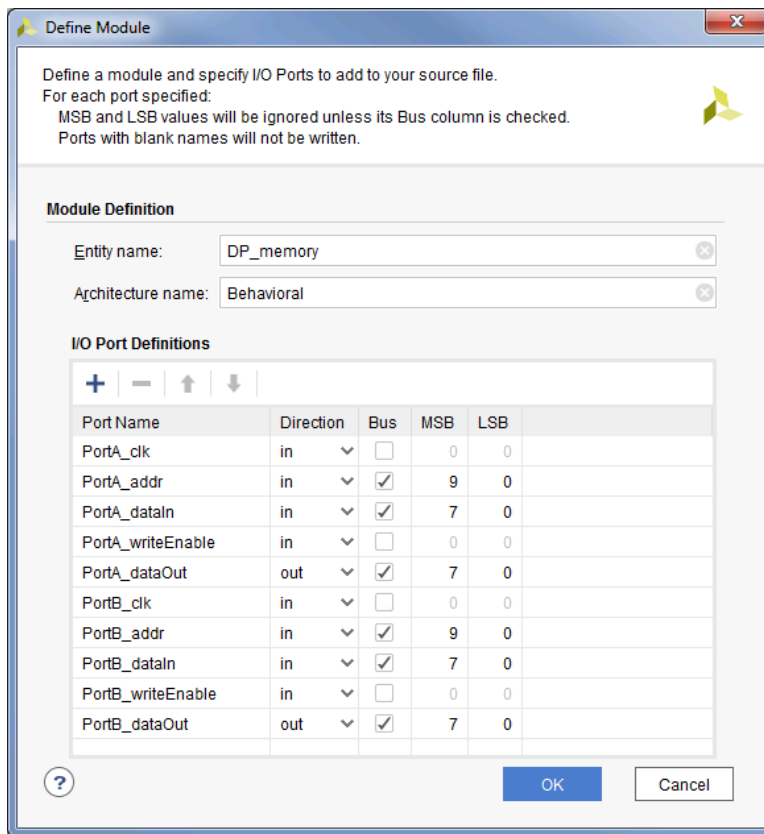 Define Module
Define a module and specify I/O Ports to add to your source file.
For each port specified:
MSB and LSB values will be ignored unless its Bus column is checked.
Ports with blank names will not be written.
Module Definition
Entity name: DP_memory
Architecture name: Behavioral
I/O Port Definitions
Port Name Direction Bus MSB LSB
PortA_clk in 0 0
PortA_addr in 9 0
PortA_dataIn in 7 0
PortA_writeEnable in 0 0
PortA_dataOut out 7 0
PortB_clk in 0 0
PortB_addr in 9 0
PortB_dataIn in 7 0
PortB_writeEnable in 0 0
PortB_dataOut out 7 0
? OK Cancel